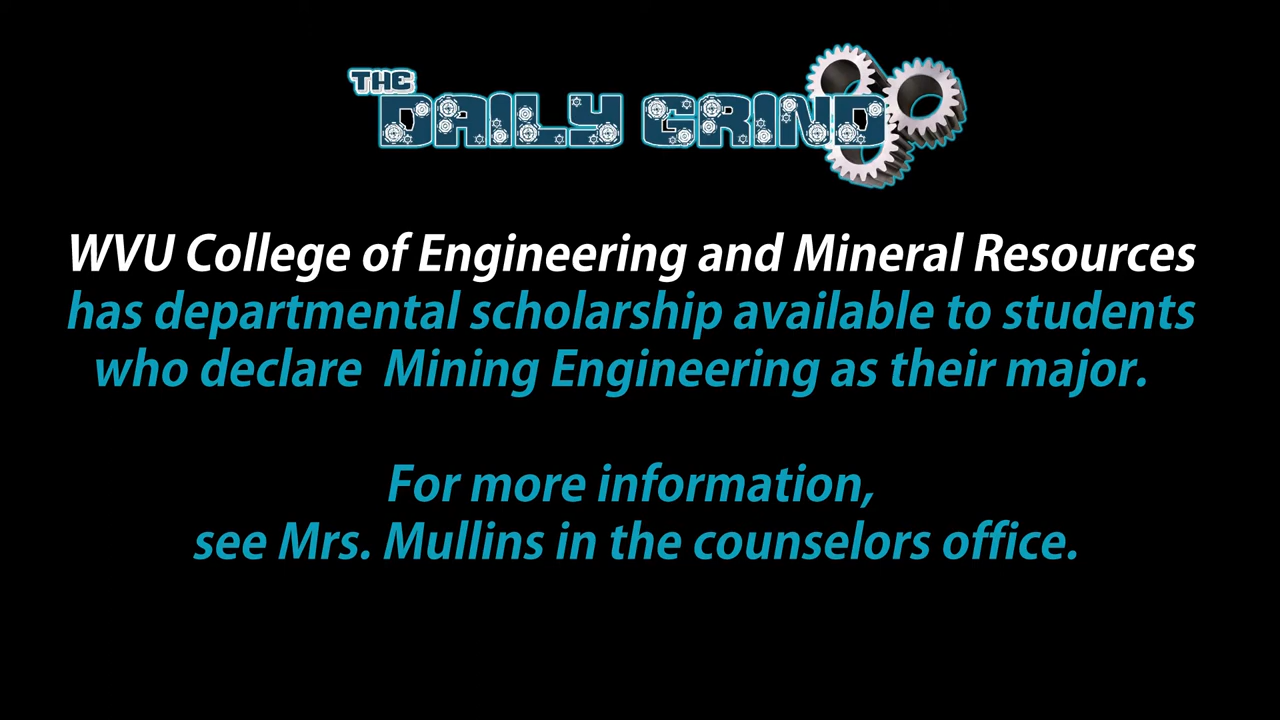 THE
DAILY GRIND
WVU College of Engineering and Mineral Resources
has departmental scholarship available to students
who declare  Mining Engineering as their major.
For more information,
see Mrs. Mullins in the counselors office.